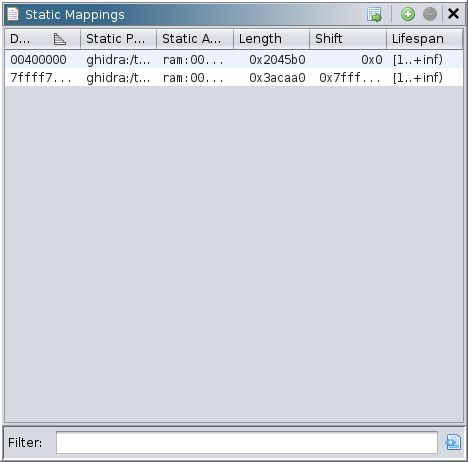 Static Mappings
D... Static P... Static A... Length Shift Lifespan
00400000 ghidra:/t... ram:00... 0x2045b0 0x0 [1..+inf)
7ffff7... ghidra:/t... ram:00... 0x3acaa0 0x7fff... [1..+inf)
Filter: